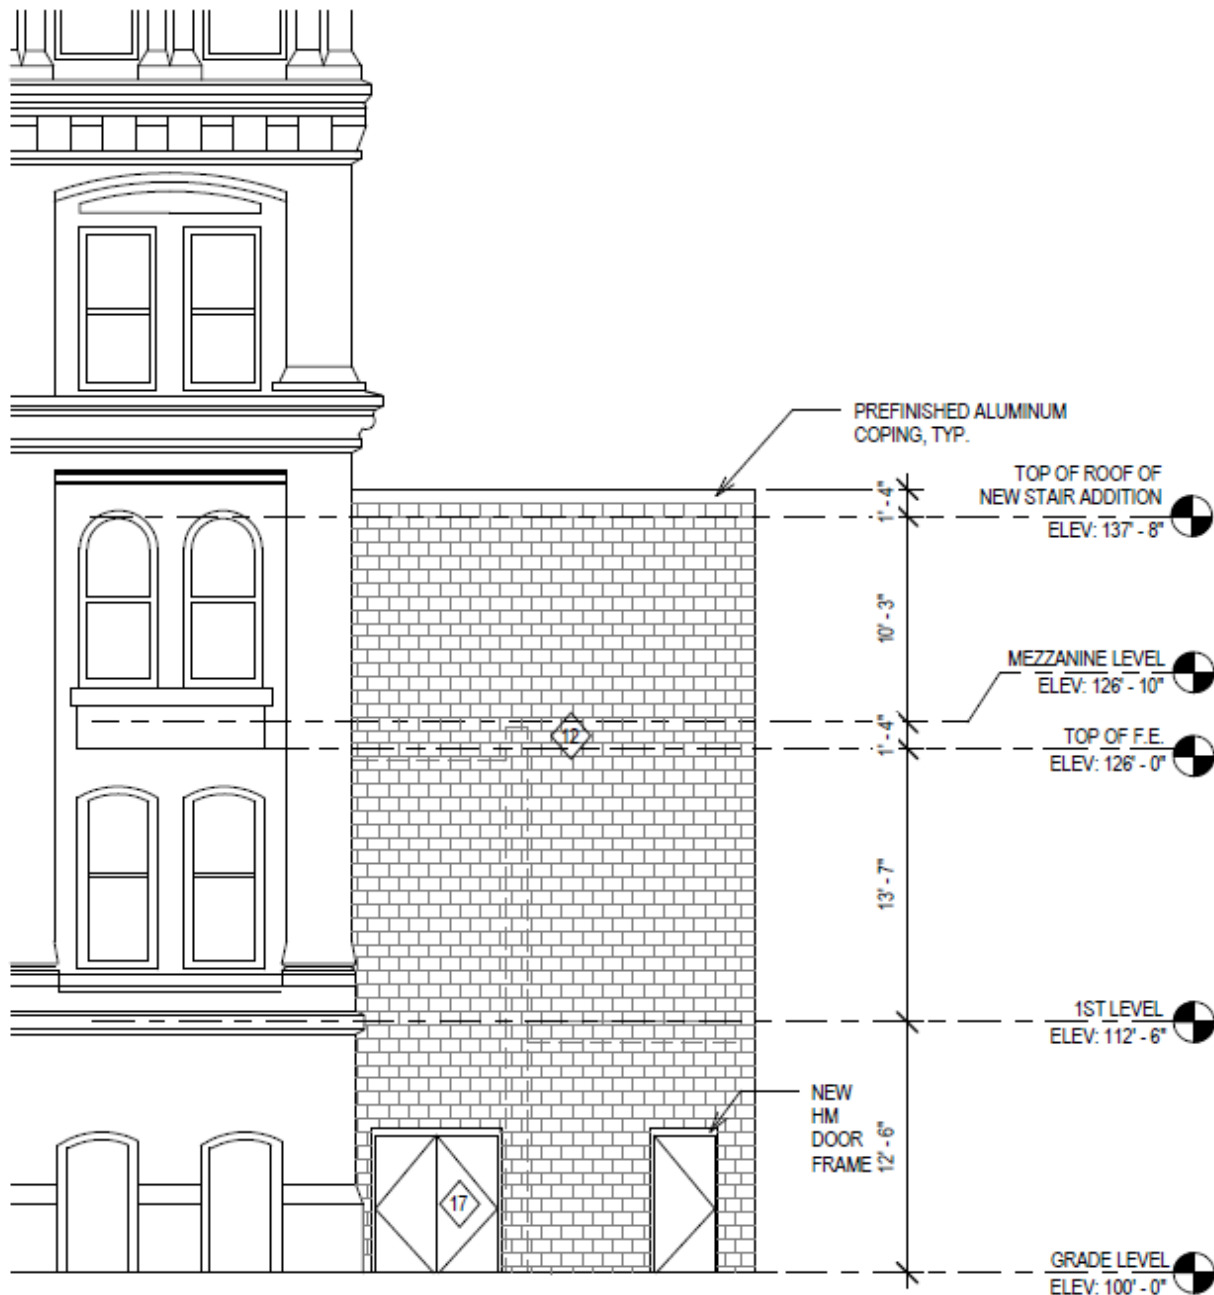 PREFINISHED ALUMINUM
COPING, TYP.
TOP OF ROOF OF
NEW STAIR ADDITION
ELEV: 137' - 8"
1' - 4"
10' - 3"
MEZZANINE LEVEL
ELEV: 126' - 10"
12
1' - 4"
TOP OF F.E.
ELEV: 126' - 0"
13' - 7"
1ST LEVEL
ELEV: 112' - 6"
NEW
HM
DOOR
FRAME
12' - 6"
17
GRADE LEVEL
ELEV: 100' - 0"